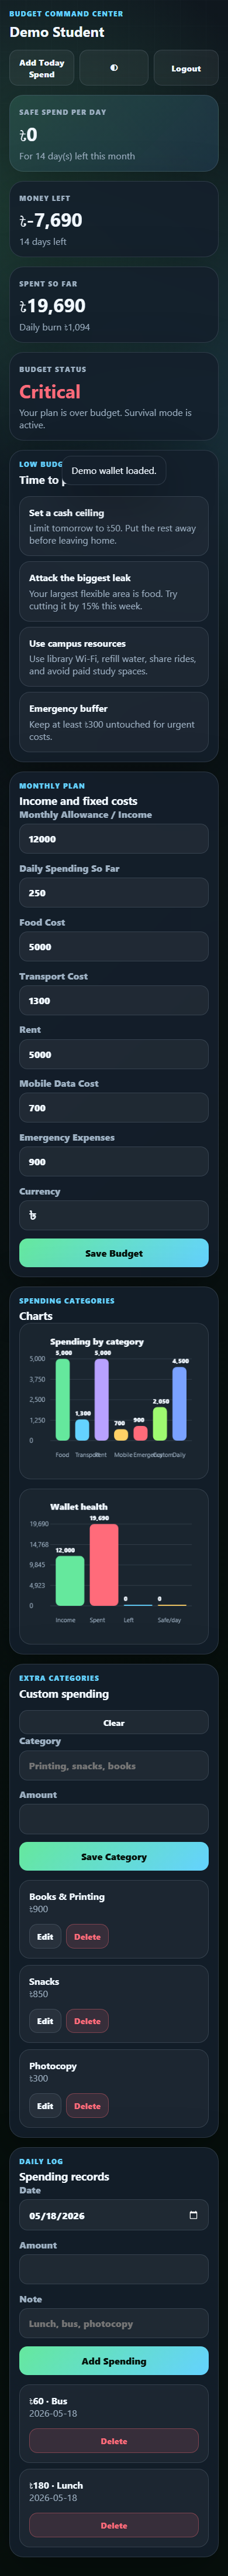 BUDGET COMMAND CENTER
Demo Student
Add Today Spend
Logout
SAFE SPEND PER DAY
৳0
For 14 day(s) left this month
MONEY LEFT
৳-7,690
14 days left
SPENT SO FAR
৳19,690
Daily burn ৳1,094
BUDGET STATUS
Critical
Your plan is over budget. Survival mode is
active.
LOW BUDG
Time to
Demo wallet loaded.
Set a cash ceiling
Limit tomorrow to ৳50. Put the rest away
before leaving home.
Attack the biggest leak
Your largest flexible area is food. Try
cutting it by 15% this week.
Use campus resources
Use library Wi-Fi, refill water, share rides,
and avoid paid study spaces.
Emergency buffer
Keep at least ৳300 untouched for urgent
costs.
MONTHLY PLAN
Income and fixed costs
Monthly Allowance / Income
12000
Daily Spending So Far
250
Food Cost
5000
Transport Cost
1300
Rent
5000
Mobile Data Cost
700
Emergency Expenses
900
Currency
৳
Save Budget
SPENDING CATEGORIES
Charts
Spending by category
5,000 1,300 5,000 700 900 2,050 4,500
5,000
3,750
2,500
1,250
0
Food Transport Rent Mobile Emergency Custom Daily
Wallet health
12,000 19,690 0 0
19,690
14,768
9,845
4,923
0
Income Spent Left Safe/day
EXTRA CATEGORIES
Custom spending
Clear
Category
Printing, snacks, books
Amount
Save Category
Books & Printing
৳900
Edit Delete
Snacks
৳850
Edit Delete
Photocopy
৳300
Edit Delete
DAILY LOG
Spending records
Date
05/18/2026
Amount
Note
Lunch, bus, photocopy
Add Spending
৳60 · Bus
2026-05-18
Delete
৳180 · Lunch
2026-05-18
Delete